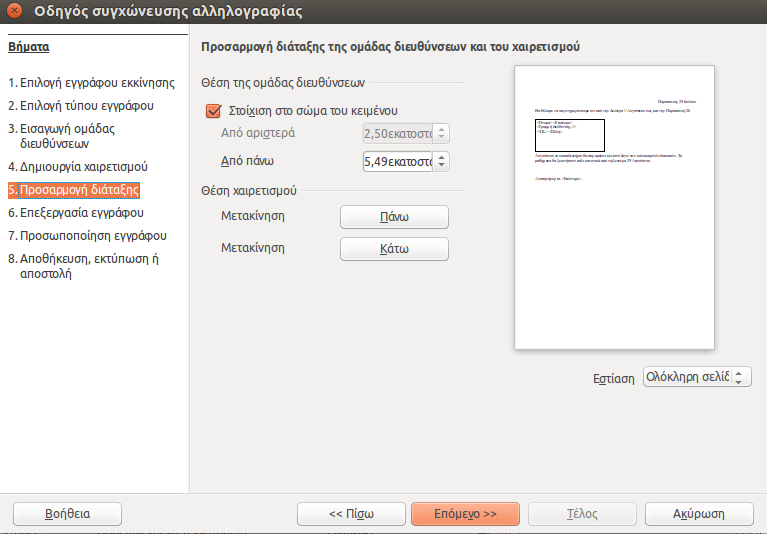 Οδηγός συγχώνευσης αλληλογραφίας
Βήματα
1. Επιλογή εγγράφου εκκίνησης
2. Επιλογή τύπου εγγράφου
3. Εισαγωγή ομάδας
διευθύνσεων
4. Δημιουργία χαιρετισμού
5. Προσαρμογή διάταξης
6. Επεξεργασία εγγράφου
7. Προσωποποίηση εγγράφου
8. Αποθήκευση, εκτύπωση ή
αποστολή
Προσαρμογή διάταξης της ομάδας διευθύνσεων και του χαιρετισμού
Θέση της ομάδας διευθύνσεων
Στοίχιση στο σώμα του κειμένου
Από αριστερά 2,50εκατοστό
Από πάνω 5,49εκατοστό
Θέση χαιρετισμού
Μετακίνηση Πάνω
Μετακίνηση Κάτω
Εστίαση Ολόκληρη σελίδ
Βοήθεια << Πίσω Επόμενο >> Τέλος Ακύρωση